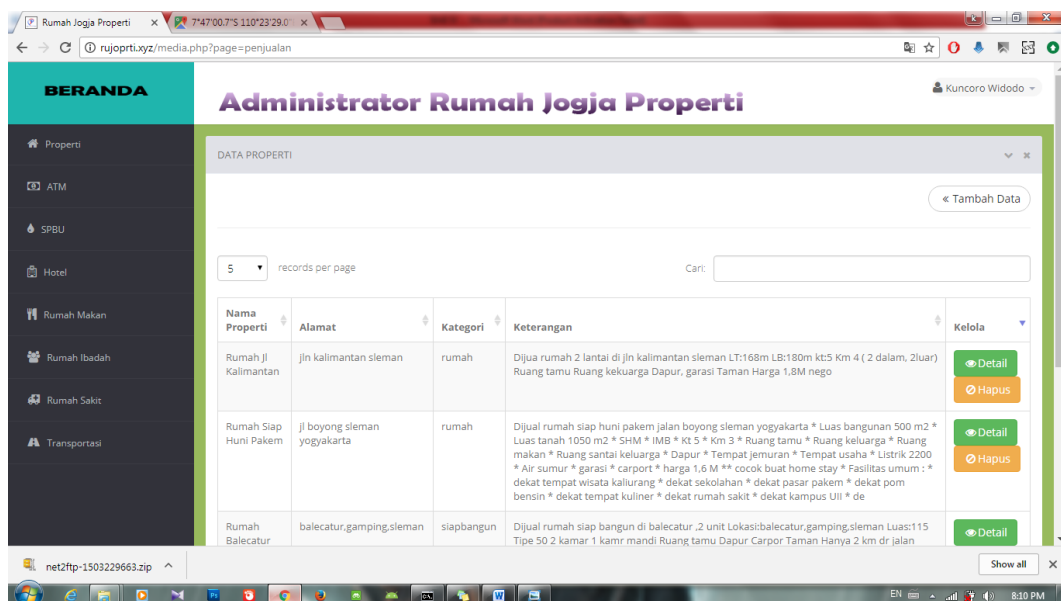 Rumah Jogja Properti
7°47'00.7"S 110°23'29.0"
rujoprti.xyz/media.php?page=penjualan
BERANDA
Administrator Rumah Jogja Properti
Kuncoro Widodo
Properti
ATM
SPBU
Hotel
Rumah Makan
Rumah Ibadah
Rumah Sakit
Transportasi
DATA PROPERTI
« Tambah Data
5 records per page
Cari:
Nama Properti Alamat Kategori Keterangan Kelola
Rumah Jl Kalimantan
jln kalimantan sleman
rumah
Dijua rumah 2 lantai di jln kalimantan sleman LT:168m LB:180m kt:5 Km 4 ( 2 dalam, 2luar)
Ruang tamu Ruang kekuarga Dapur, garasi Taman Harga 1,8M nego
Detail
Hapus
Rumah Siap
Huni Pakem
jl boyong sleman
yogyakarta
rumah
Dijual rumah siap huni pakem jalan boyong sleman yogyakarta * Luas bangunan 500 m2 *
Luas tanah 1050 m2 * SHM * IMB * Kt 5 * Km 3 * Ruang tamu * Ruang keluarga * Ruang
makan * Ruang santai keluarga * Dapur * Tempat jemuran * Tempat usaha * Listrik 2200
* Air sumur * garasi * carport * harga 1,6 M ** cocok buat home stay * Fasilitas umum : *
dekat tempat wisata kaliurang * dekat sekolahan * dekat pasar pakem * dekat pom
bensin * dekat tempat kuliner * dekat rumah sakit * dekat kampus UII * de
Detail
Hapus
Rumah
Balecatur
balecatur,gamping,sleman
siapbangun
Dijual rumah siap bangun di balecatur ,2 unit Lokasi:balecatur,gamping,sleman Luas:115
Tipe 50 2 kamar 1 kamr mandi Ruang tamu Dapur Carpor Taman Hanya 2 km dr jalan
Detail
net2ftp-1503229663.zip
Show all
EN
8:10 PM